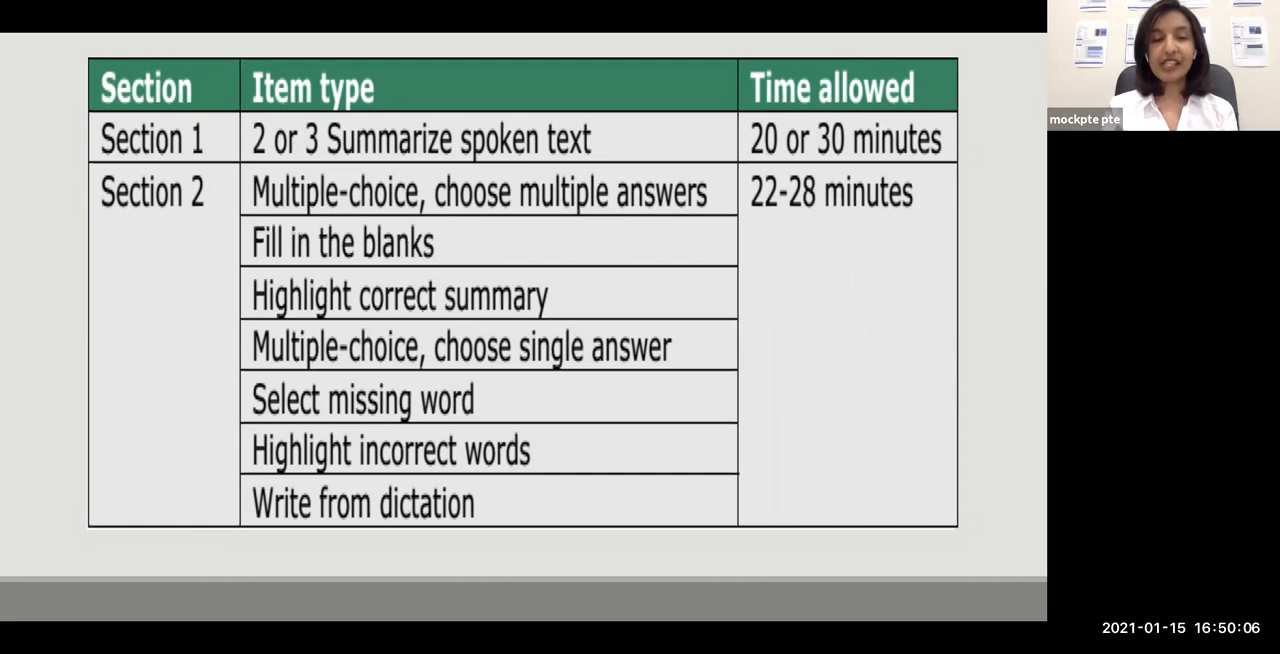 Section Item type Time allowed
Section 1 2 or 3 Summarize spoken text 20 or 30 minutes
Section 2 Multiple-choice, choose multiple answers 22-28 minutes
Fill in the blanks
Highlight correct summary
Multiple-choice, choose single answer
Select missing word
Highlight incorrect words
Write from dictation
mockpte pte
2021-01-15 16:50:06